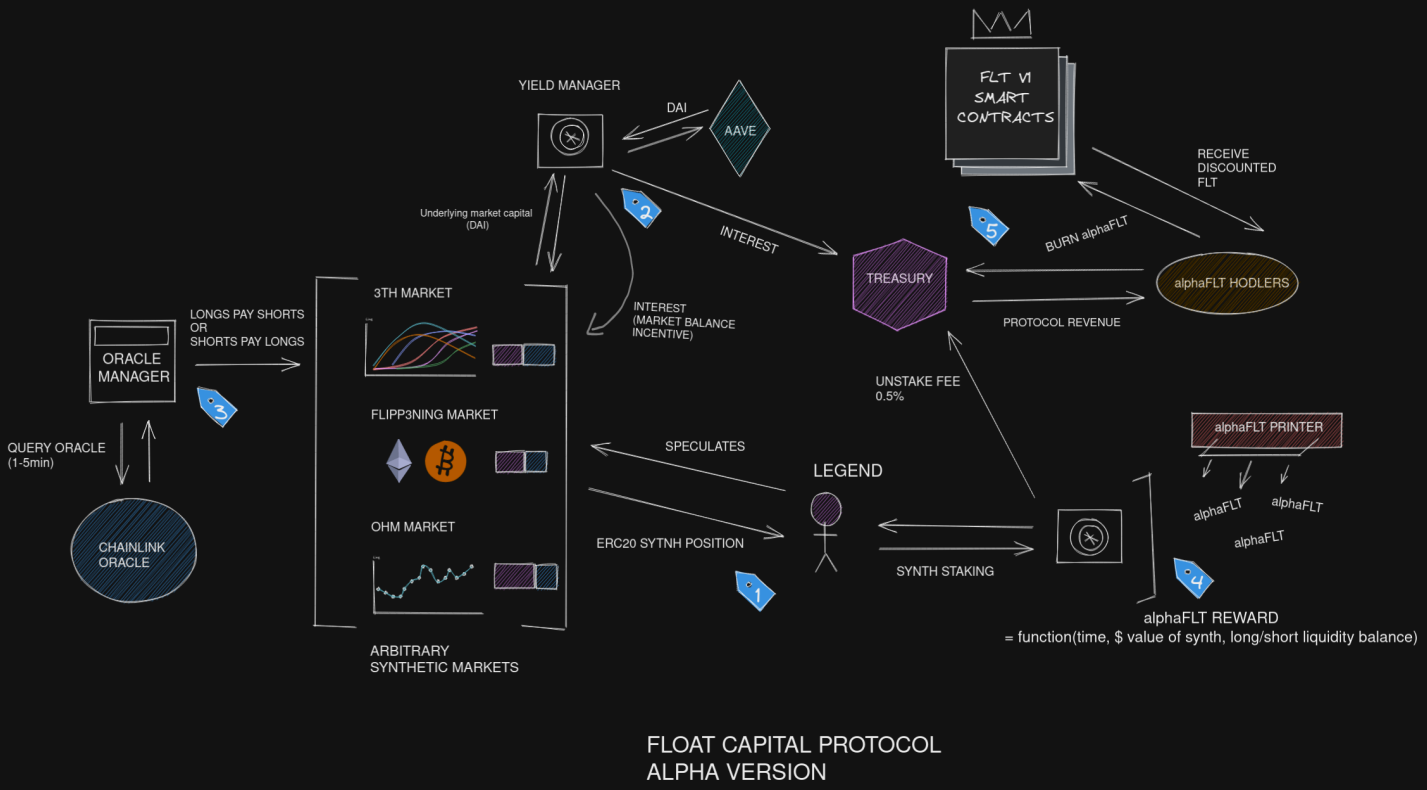 YIELD MANAGER
DAI
AAVE
FLT V1
SMART
CONTRACTS
RECEIVE
DISCOUNTED
FLT
Underlying market capital
(DAI)
2
INTEREST
5
BURN alphaFLT
TREASURY
alphaFLT HODLERS
PROTOCOL REVENUE
3TH MARKET
INTEREST
(MARKET BALANCE
INCENTIVE)
LONGS PAY SHORTS
OR
SHORTS PAY LONGS
ORACLE
MANAGER
3
UNSTAKE FEE
0.5%
FLIPP3NING MARKET
QUERY ORACLE
(1-5min)
SPECULATES
LEGEND
alphaFLT PRINTER
alphaFLT
alphaFLT
alphaFLT
OHM MARKET
CHAINLINK
ORACLE
ERC20 SYTNH POSITION
1
SYNTH STAKING
4
alphaFLT REWARD
= function(time, $ value of synth, long/short liquidity balance)
ARBITRARY
SYNTHETIC MARKETS
FLOAT CAPITAL PROTOCOL
ALPHA VERSION